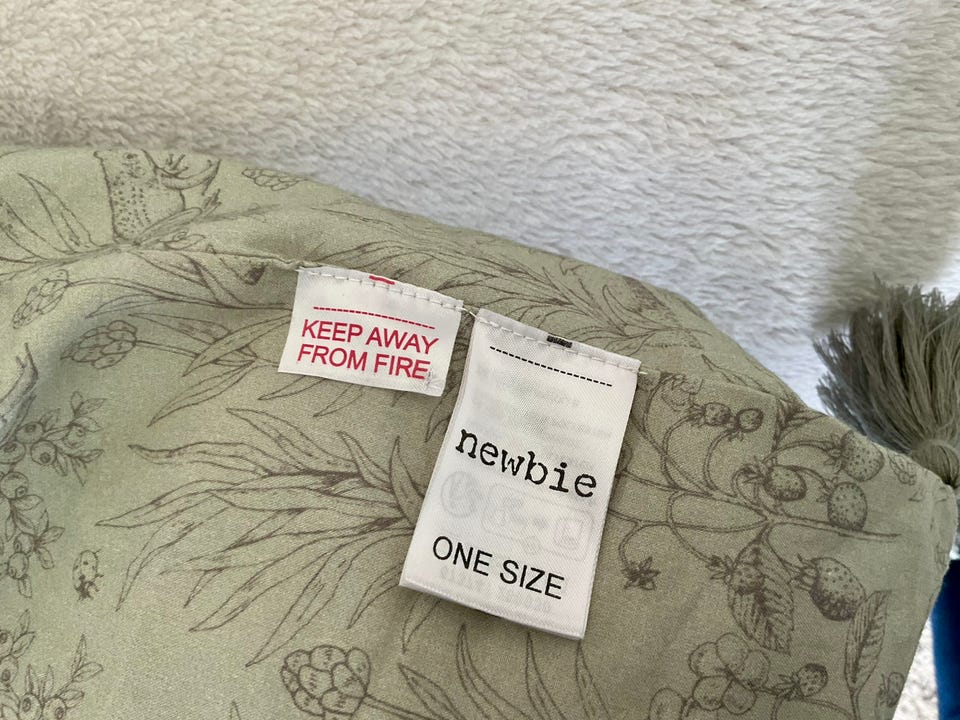 KEEP AWAY
FROM FIRE
newbie
ONE SIZE